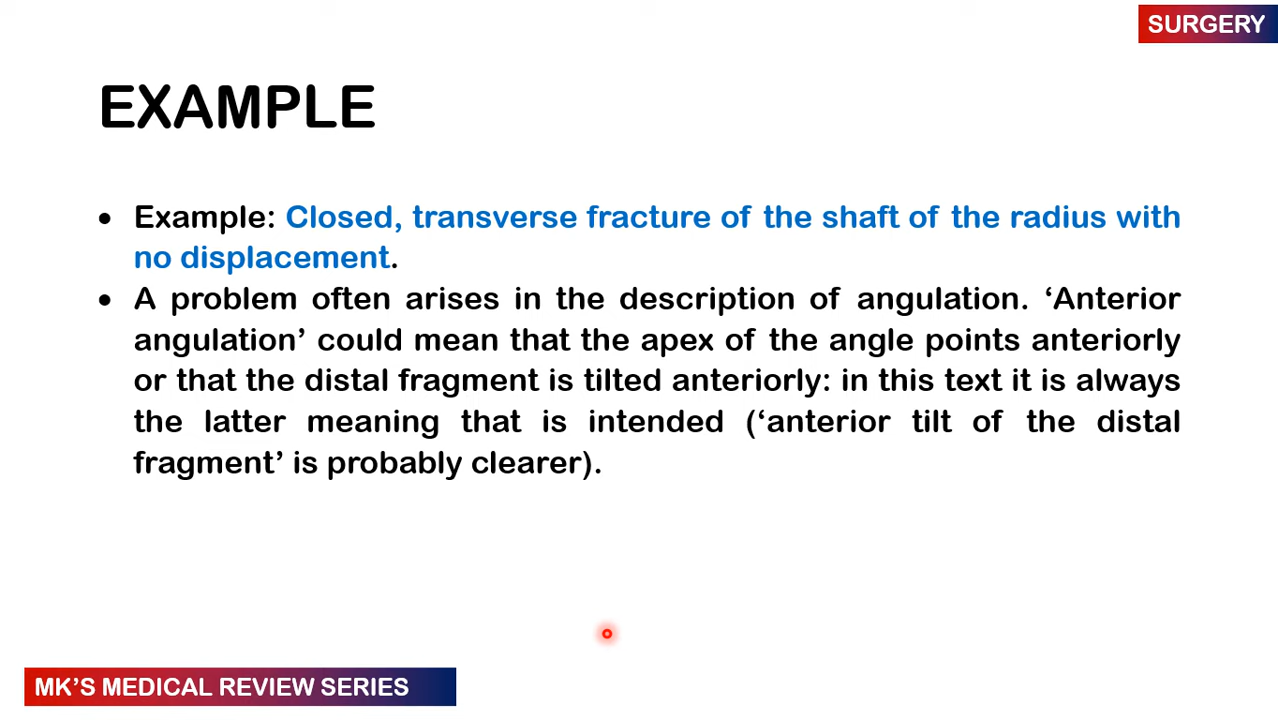 SURGERY
EXAMPLE
• Example: Closed, transverse fracture of the shaft of the radius with
no displacement.
• A problem often arises in the description of angulation. ‘Anterior
angulation’ could mean that the apex of the angle points anteriorly
or that the distal fragment is tilted anteriorly: in this text it is always
the latter meaning that is intended (‘anterior tilt of the distal
fragment’ is probably clearer).
MK’S MEDICAL REVIEW SERIES